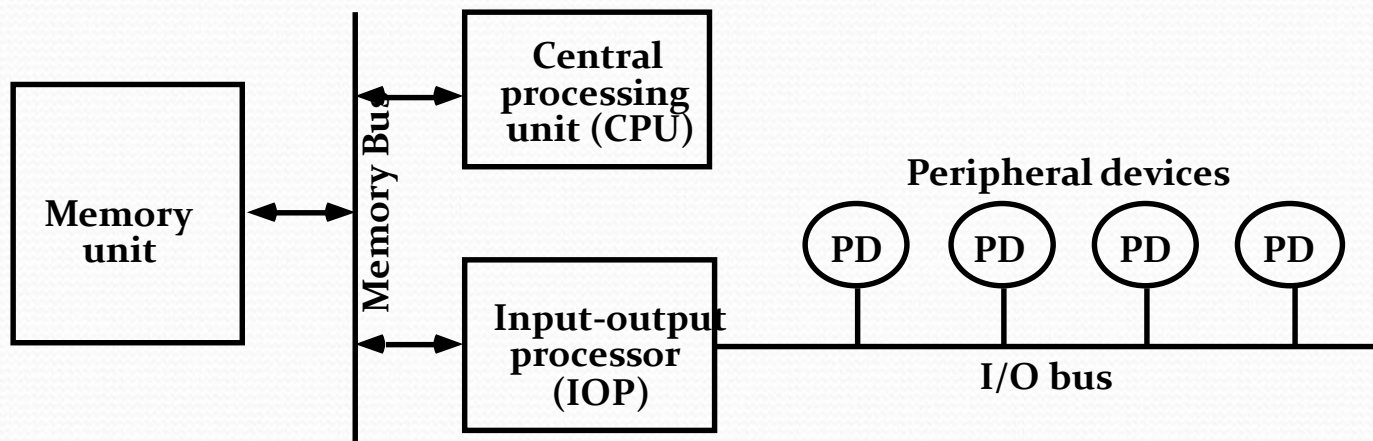 Memory
unit
Memory Bus
Central
processing
unit (CPU)
Input-output
processor
(IOP)
Peripheral devices
PD
PD
PD
PD
I/O bus